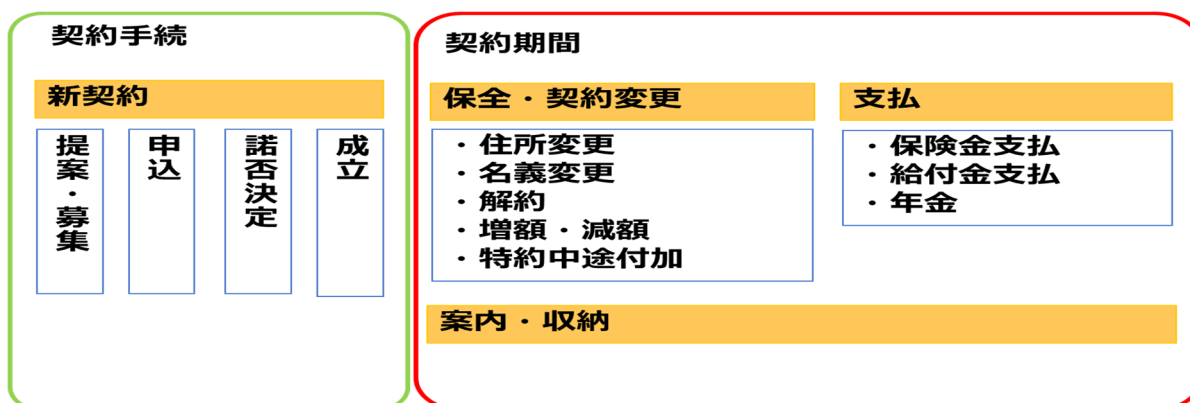 契約手続
新契約
提案・募集
申込
諾否決定
成立
契約期間
保全・契約変更
・住所変更
・名義変更
・解約
・増額・減額
・特約中途付加
支払
・保険金支払
・給付金支払
・年金
案内・収納